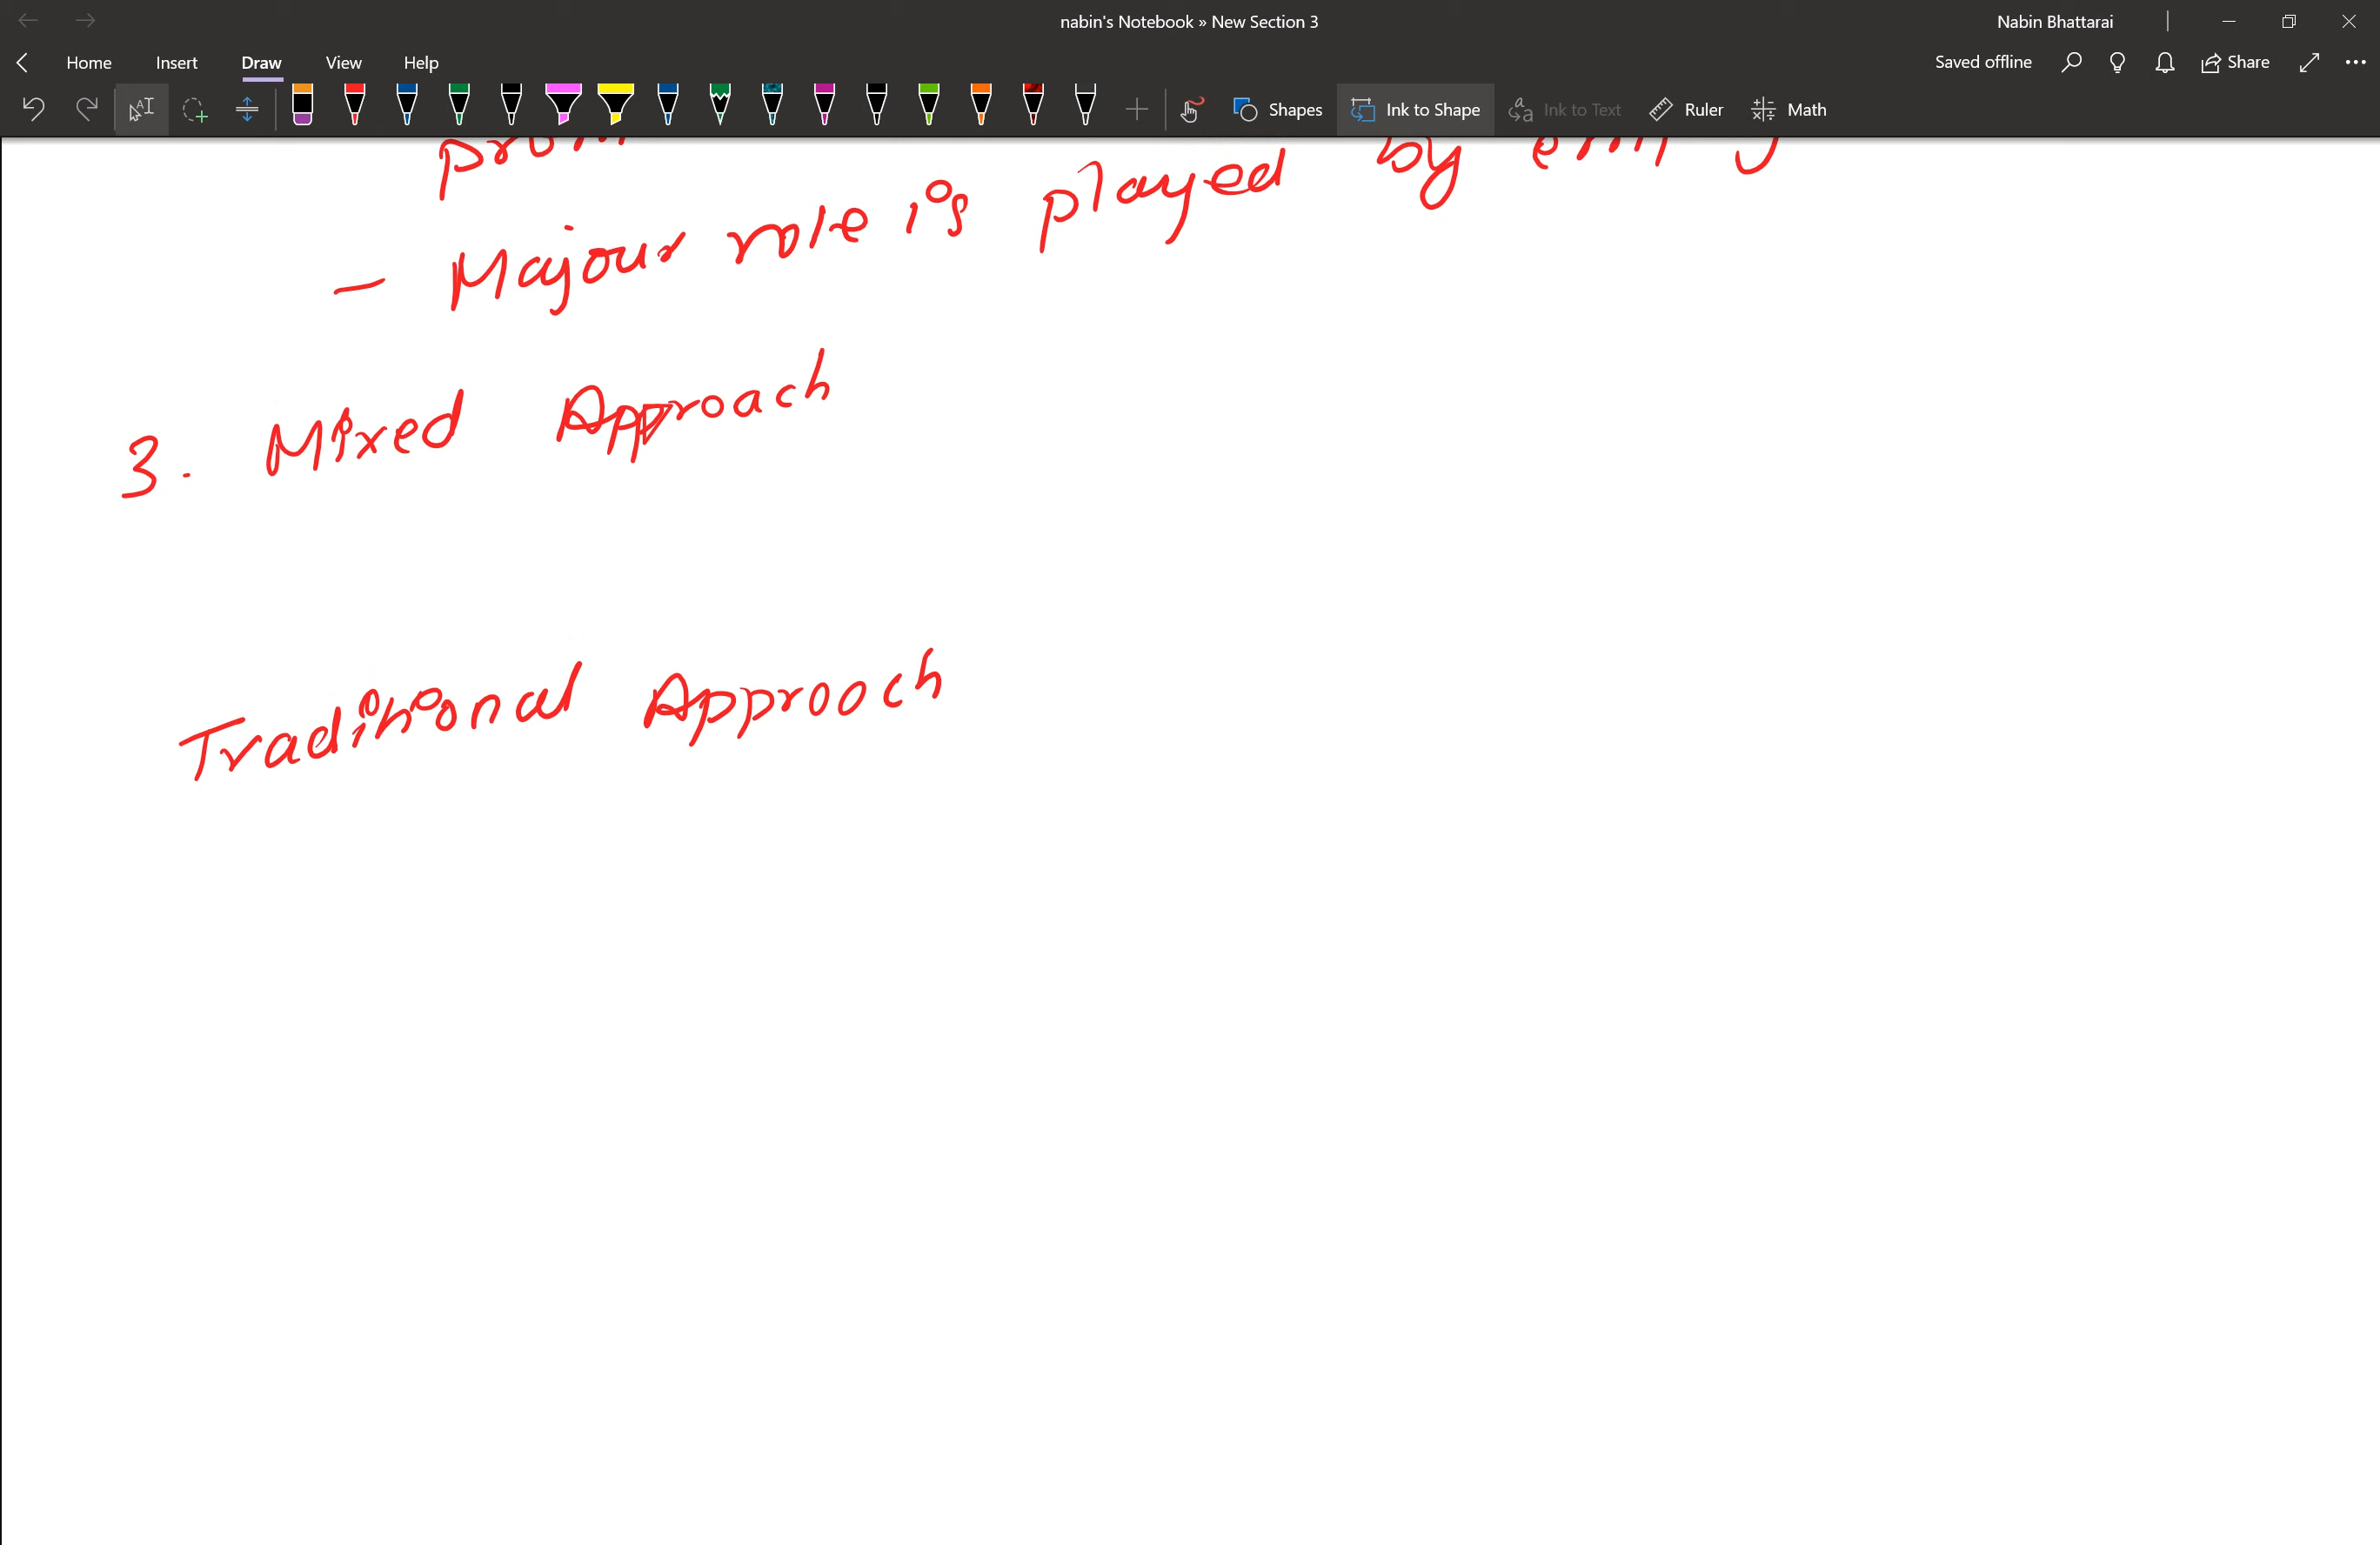 nabin's Notebook » New Section 3
Nabin Bhattarai
Home Insert Draw View Help
Saved offline Share
Shapes Ink to Shape Ink to Text Ruler Math
- Majour role is played by
3. Mixed Approach
Traditional Approoch